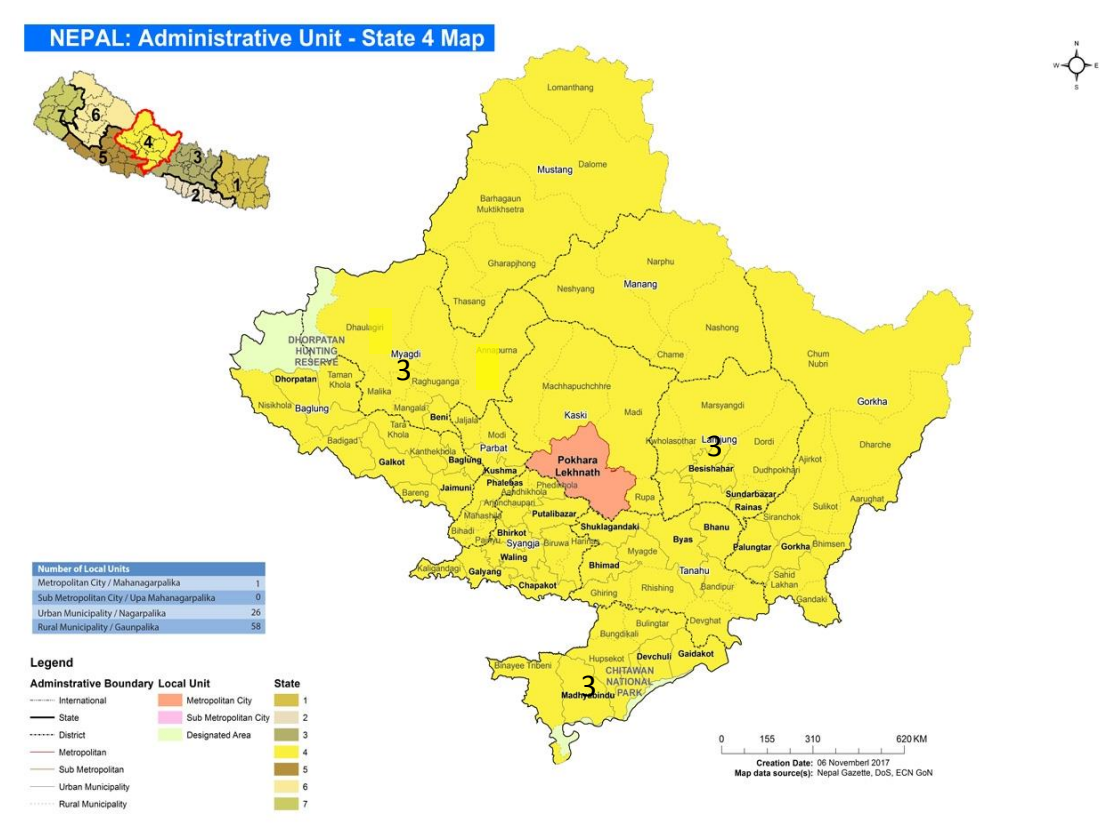 NEPAL: Administrative Unit - State 4 Map
N
W
E
S
7
6
5
4
3
2
1
Lomanthang
Mustang
Dalome
Barhagaun
Muktikhsetra
Gharapjhong
Thasang
Narphu
Neshyang
Manang
Nashong
Chame
Chum
Nubri
Gorkha
Dharche
Dhaulagiri
DHORPATAN
HUNTING
RESERVE
Myagdi
3
Annapurna
Dhorpatan
Taman
Khola
Malika
Raghuganga
Nisikhola
Baglung
Mangala
Beni
Jaljala
Badigad
Tara
Khola
Kanthekhola
Galkot
Baglung
Modi
Parbat
Kushma
Bareng
Jaimuni
Phalebas
Machhapuchchhre
Kaski
Madi
Pokhara
Lekhnath
Rupa
Marsyangdi
Kwholasothar
Lamjung
3
Dordi
Besishahar
Dudhpokhari
Ajirkot
Sundarbazar
Rainas
Siranchok
Sulikot
Aarughat
Phedikhola
Aandhikhola
Arjunchaupari
Mahashila
Putalibazar
Bihadi
Paiyu
Bhirkot
Syangja
Biruwa
Harinas
Waling
Kaligandagi
Galyang
Chapakot
Shuklagandaki
Byas
Bhanu
Palungtar
Gorkha
Bhimsen
Myagde
Bhimad
Tanahu
Rhishing
Bandipur
Ghiring
Sahid
Lakhan
Gandaki
Devghat
Bulingtar
Bungdikali
Hupsekot
Devchuli
Gaidakot
Binayee Tribeni
CHITAWAN
NATIONAL
PARK
3
Madhyabindu
Number of Local Units
Metropolitan City / Mahanagarpalika 1
Sub Metropolitan City / Upa Mahanagarpalika 0
Urban Municipality / Nagarpalika 26
Rural Municipality / Gaunpalika 58
Legend
Adminstrative Boundary Local Unit State
International Metropolitan City 1
State Sub Metropolitan City 2
District Designated Area 3
Metropolitan 4
Sub Metropolitan 5
Urban Municipality 6
Rural Municipality 7
0 155 310 620 KM
Creation Date: 06 Novemberl 2017
Map data source(s): Nepal Gazette, DoS, ECN GoN